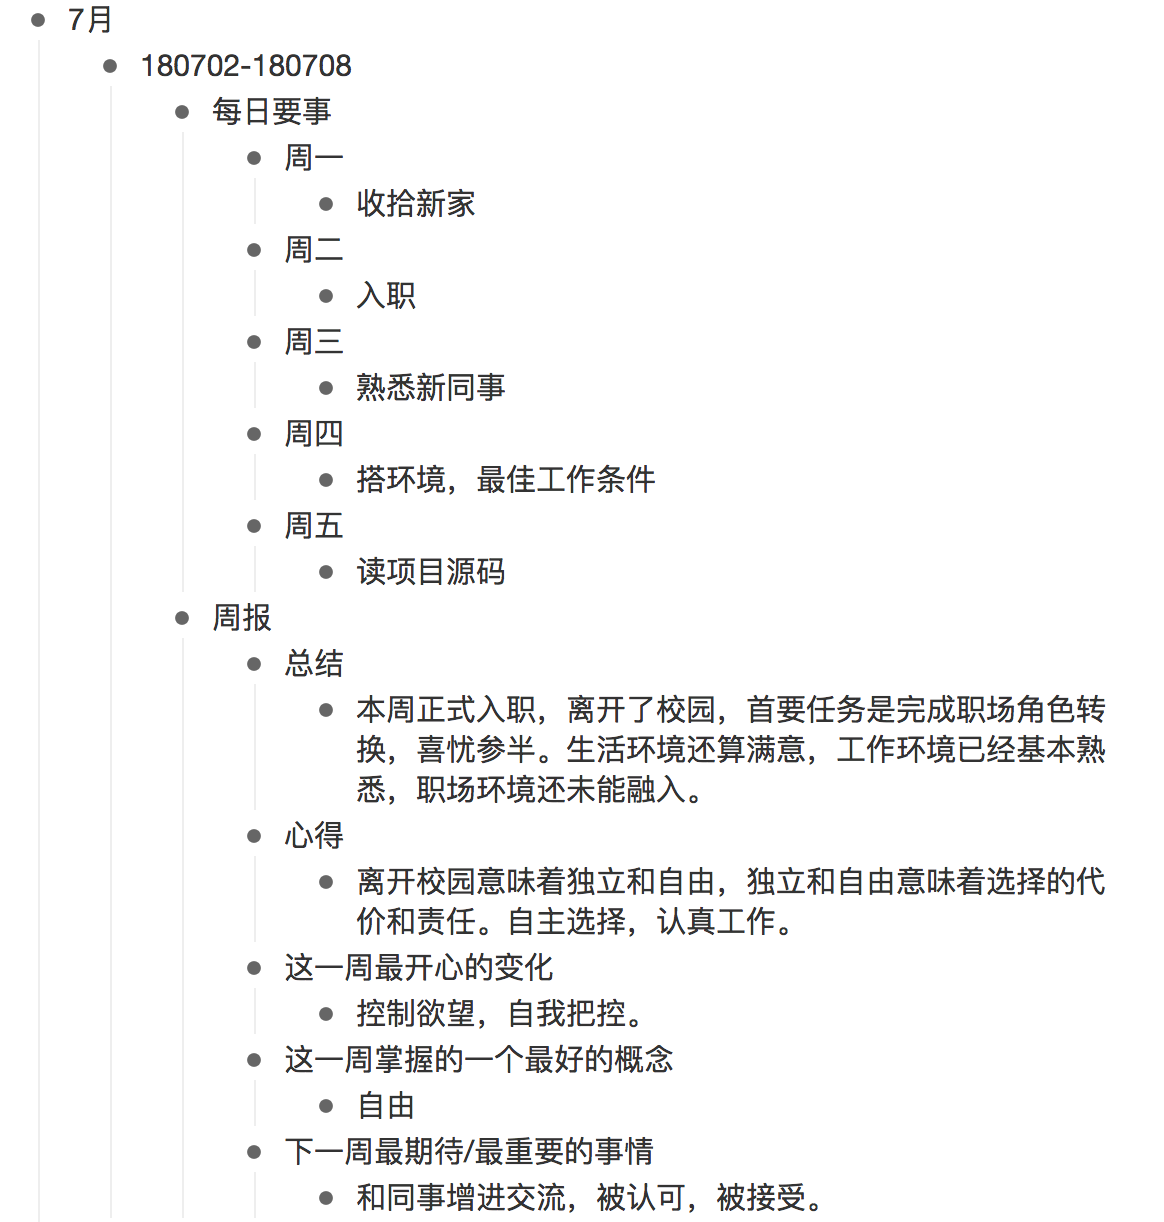 7月
180702-180708
每日要事
周一
收拾新家
周二
入职
周三
熟悉新同事
周四
搭环境，最佳工作条件
周五
读项目源码
周报
总结
本周正式入职，离开了校园，首要任务是完成职场角色转
换，喜忧参半。生活环境还算满意，工作环境已经基本熟
悉，职场环境还未能融入。
心得
离开校园意味着独立和自由，独立和自由意味着选择的代
价和责任。自主选择，认真工作。
这一周最开心的变化
控制欲望，自我把控。
这一周掌握的一个最好的概念
自由
下一周最期待/最重要的事情
和同事增进交流，被认可，被接受。